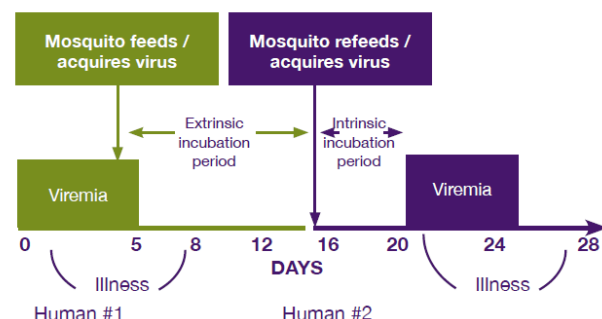 Mosquito feeds /
acquires virus
Mosquito refeeds /
acquires virus
Extrinsic
incubation
period
Intrinsic
incubation
period
Viremia
Viremia
0 5 8 12 16 20 24 28
DAYS
Illness
Illness
Human #1
Human #2